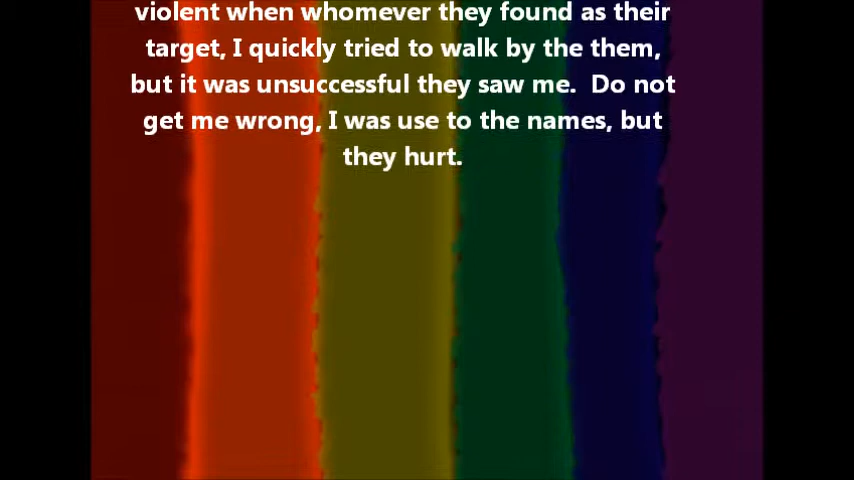 violent when whomever they found as their
target, I quickly tried to walk by the them,
but it was unsuccessful they saw me.  Do not
get me wrong, I was use to the names, but
they hurt.